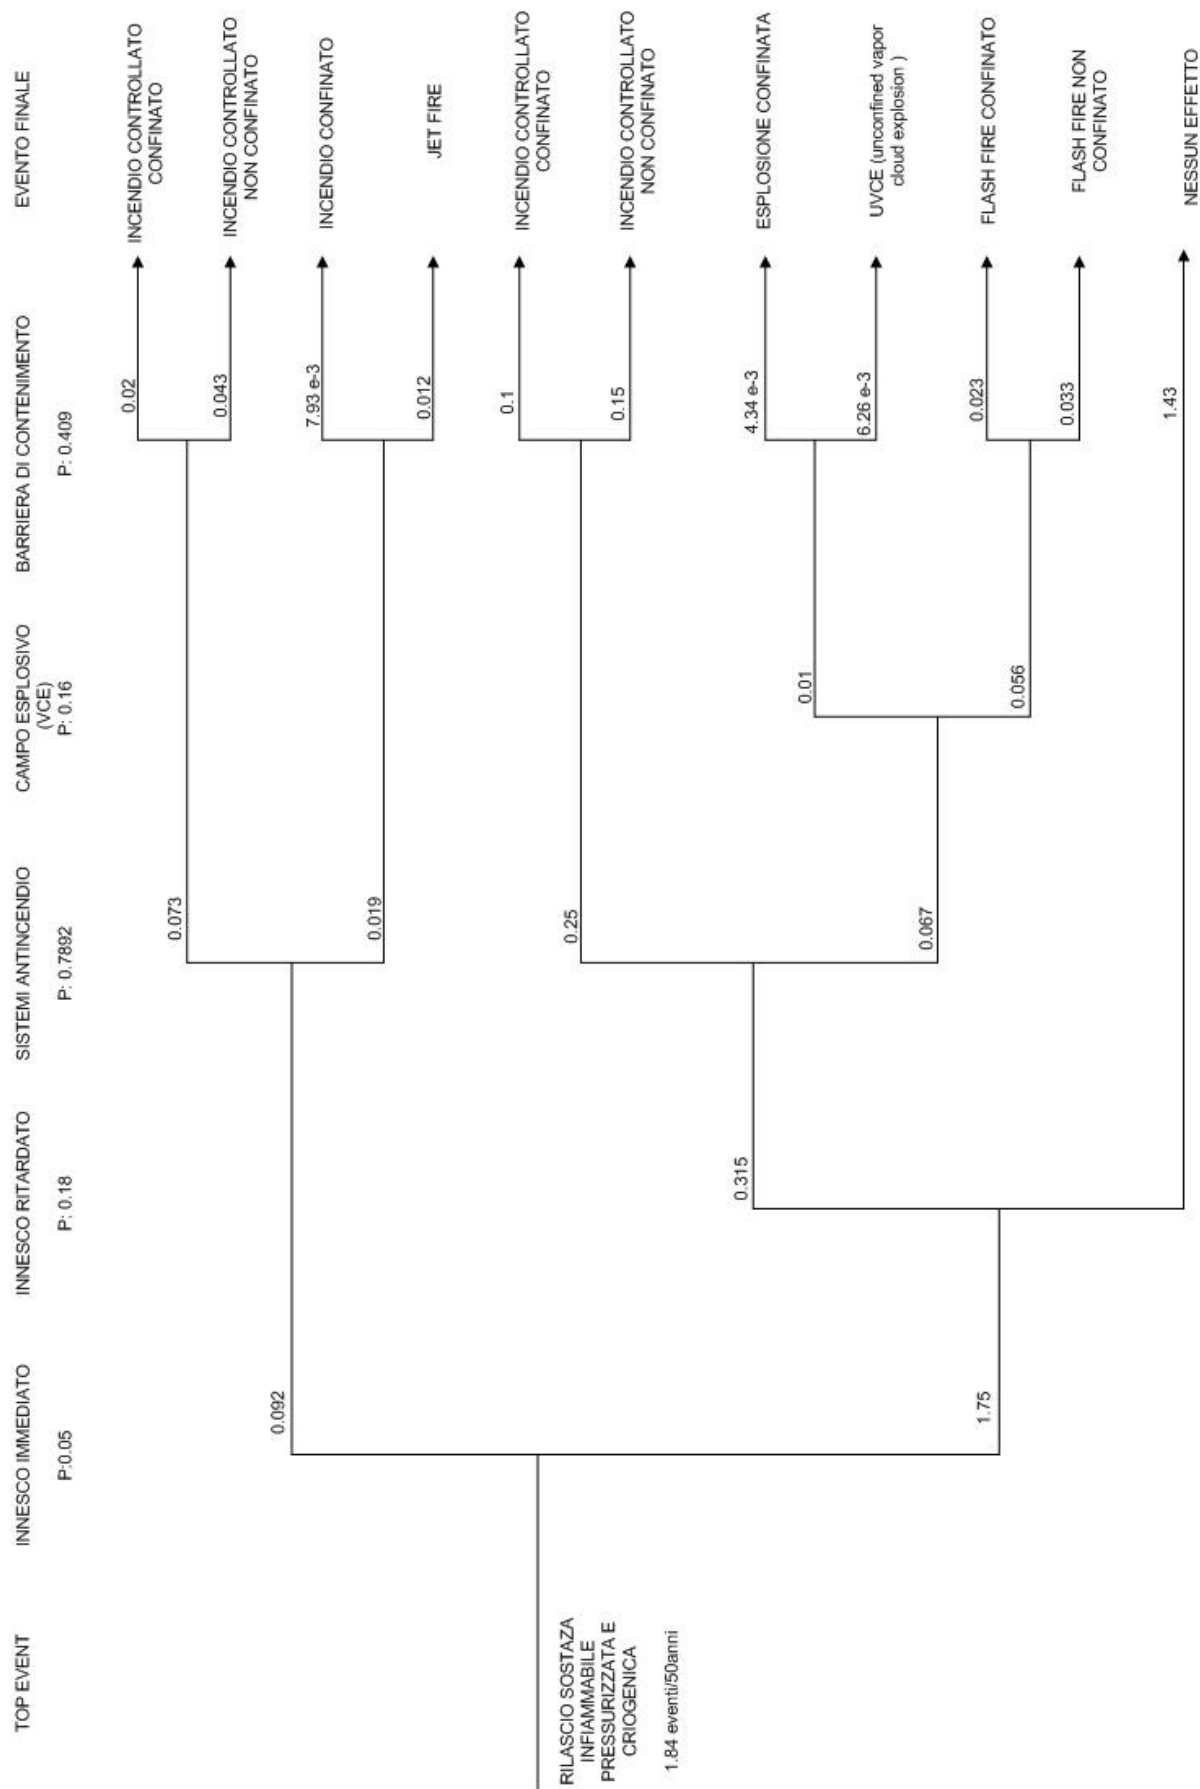 TOP EVENT
INNESCO IMMEDIATO
P:0.05
INNESCO RITARDATO
P: 0.18
SISTEMI ANTINCENDIO
P: 0.7892
CAMPO ESPLOSIVO
(VCE)
P: 0.16
BARRIERA DI CONTENIMENTO
P: 0.409
EVENTO FINALE
0.02
INCENDIO CONTROLLATO
CONFINATO
0.073
0.043
INCENDIO CONTROLLATO
NON CONFINATO
0.092
7.93 e-3
INCENDIO CONFINATO
0.019
0.012
JET FIRE
0.1
INCENDIO CONTROLLATO
CONFINATO
RILASCIO SOSTAZA
INFIAMMABILE
PRESSURIZZATA E
CRIOGENICA
1.84 eventi/50anni
0.25
0.15
INCENDIO CONTROLLATO
NON CONFINATO
0.315
4.34 e-3
ESPLOSIONE CONFINATA
0.01
6.26 e-3
UVCE (unconfined vapor
cloud explosion )
0.067
0.023
FLASH FIRE CONFINATO
1.75
0.056
0.033
FLASH FIRE NON
CONFINATO
1.43
NESSUN EFFETTO